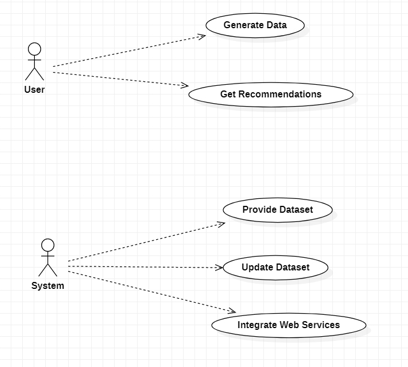 Generate Data
User
Get Recommendations
Provide Dataset
System
Update Dataset
Integrate Web Services